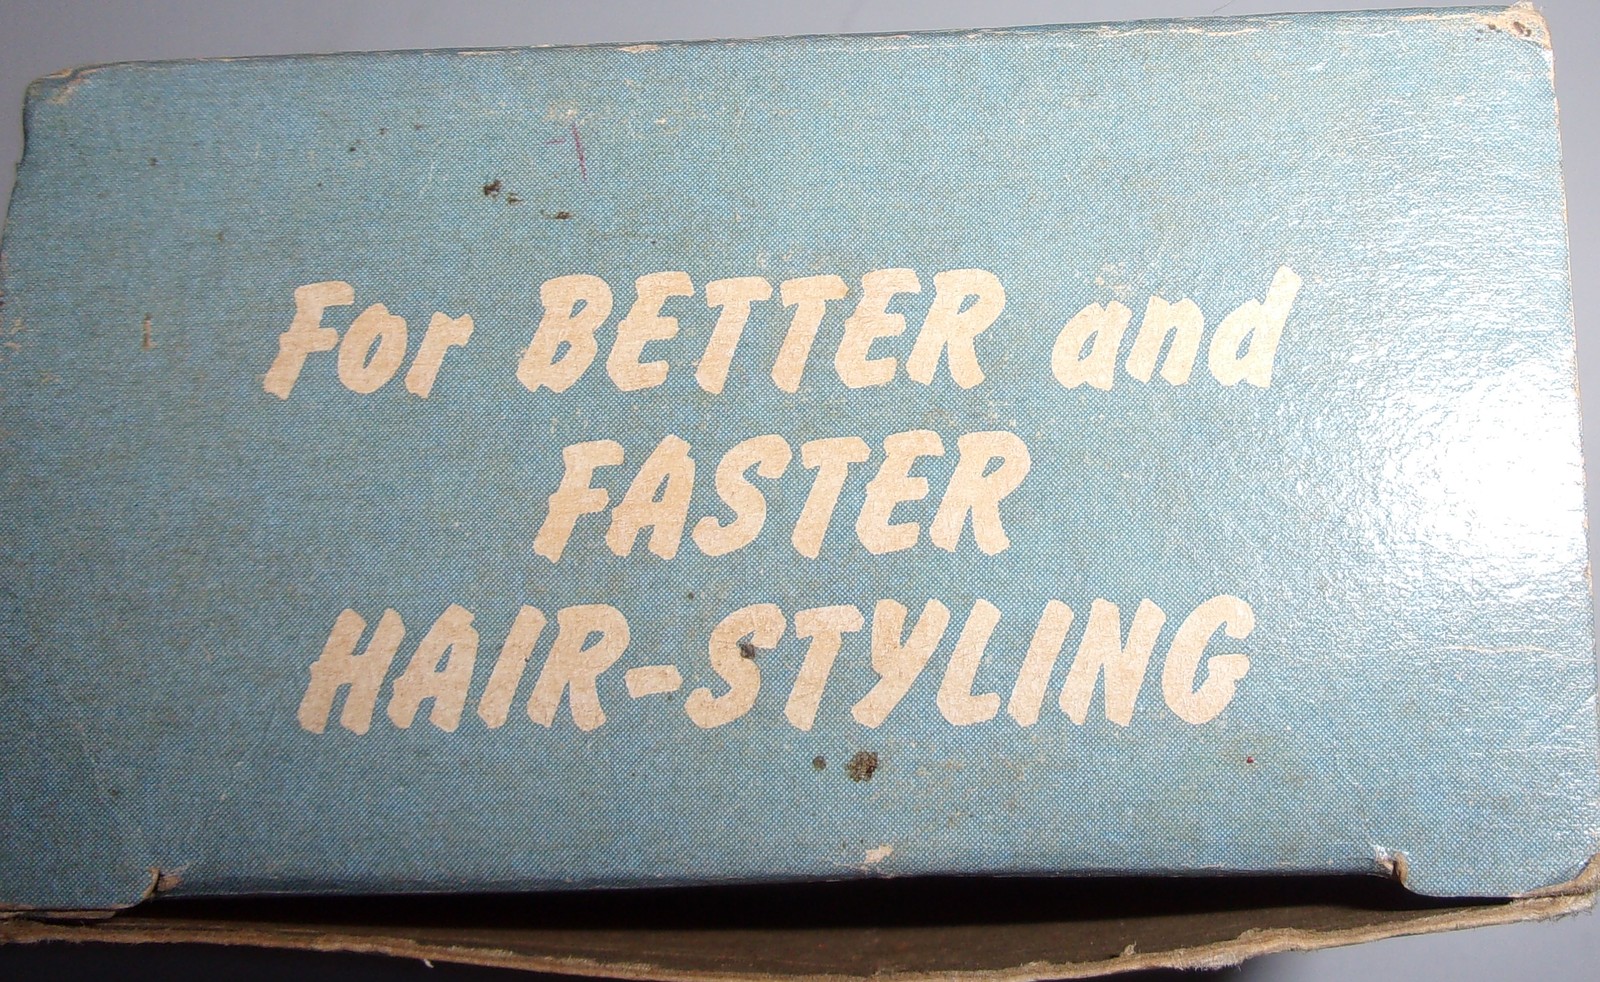 For BETTER and
FASTER
HAIR-STYLING